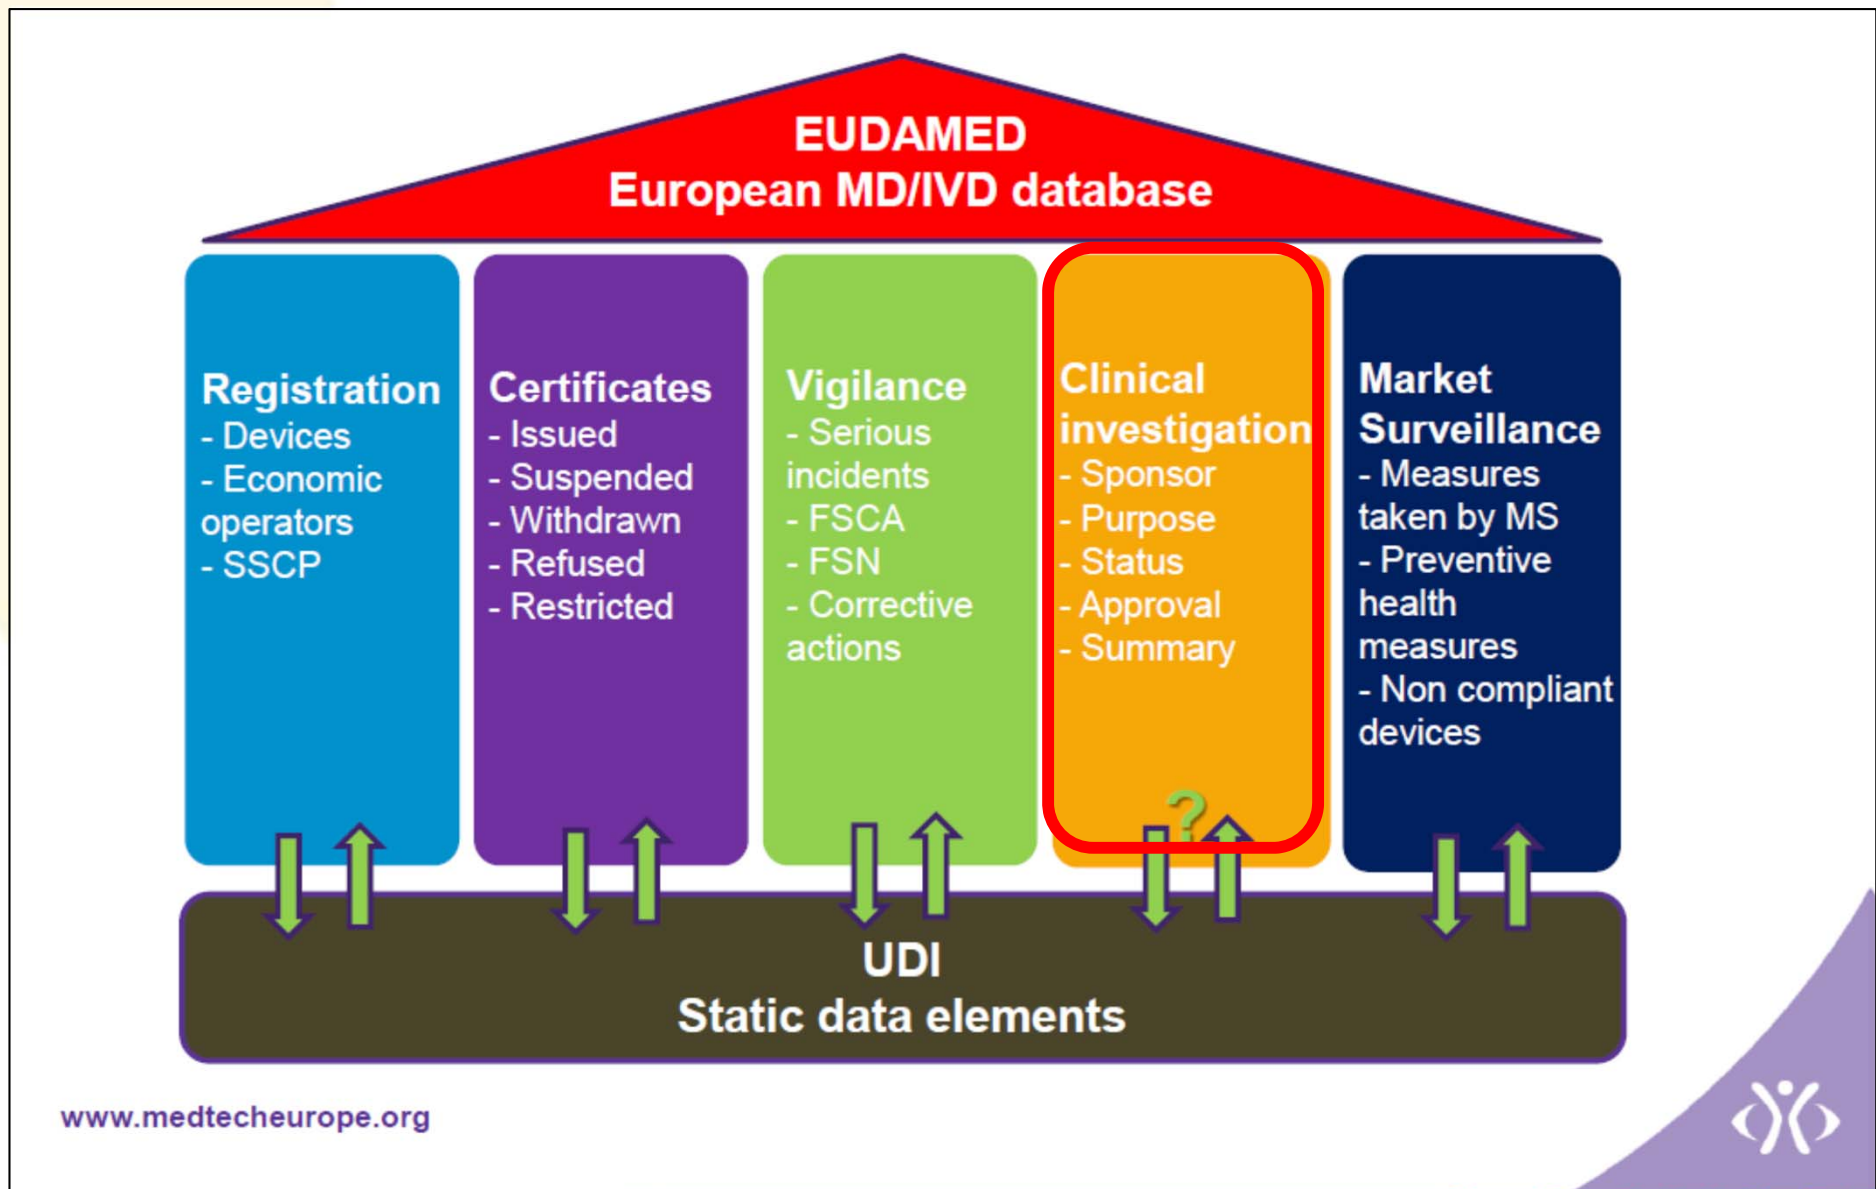 EUDAMED
European MD/IVD database
Registration
- Devices
- Economic
operators
- SSCP
Certificates
- Issued
- Suspended
- Withdrawn
- Refused
- Restricted
Vigilance
- Serious
incidents
- FSCA
- FSN
- Corrective
actions
Clinical
investigation
- Sponsor
- Purpose
- Status
- Approval
- Summary
?
Market
Surveillance
- Measures
taken by MS
- Preventive
health
measures
- Non compliant
devices
UDI
Static data elements
www.medtecheurope.org